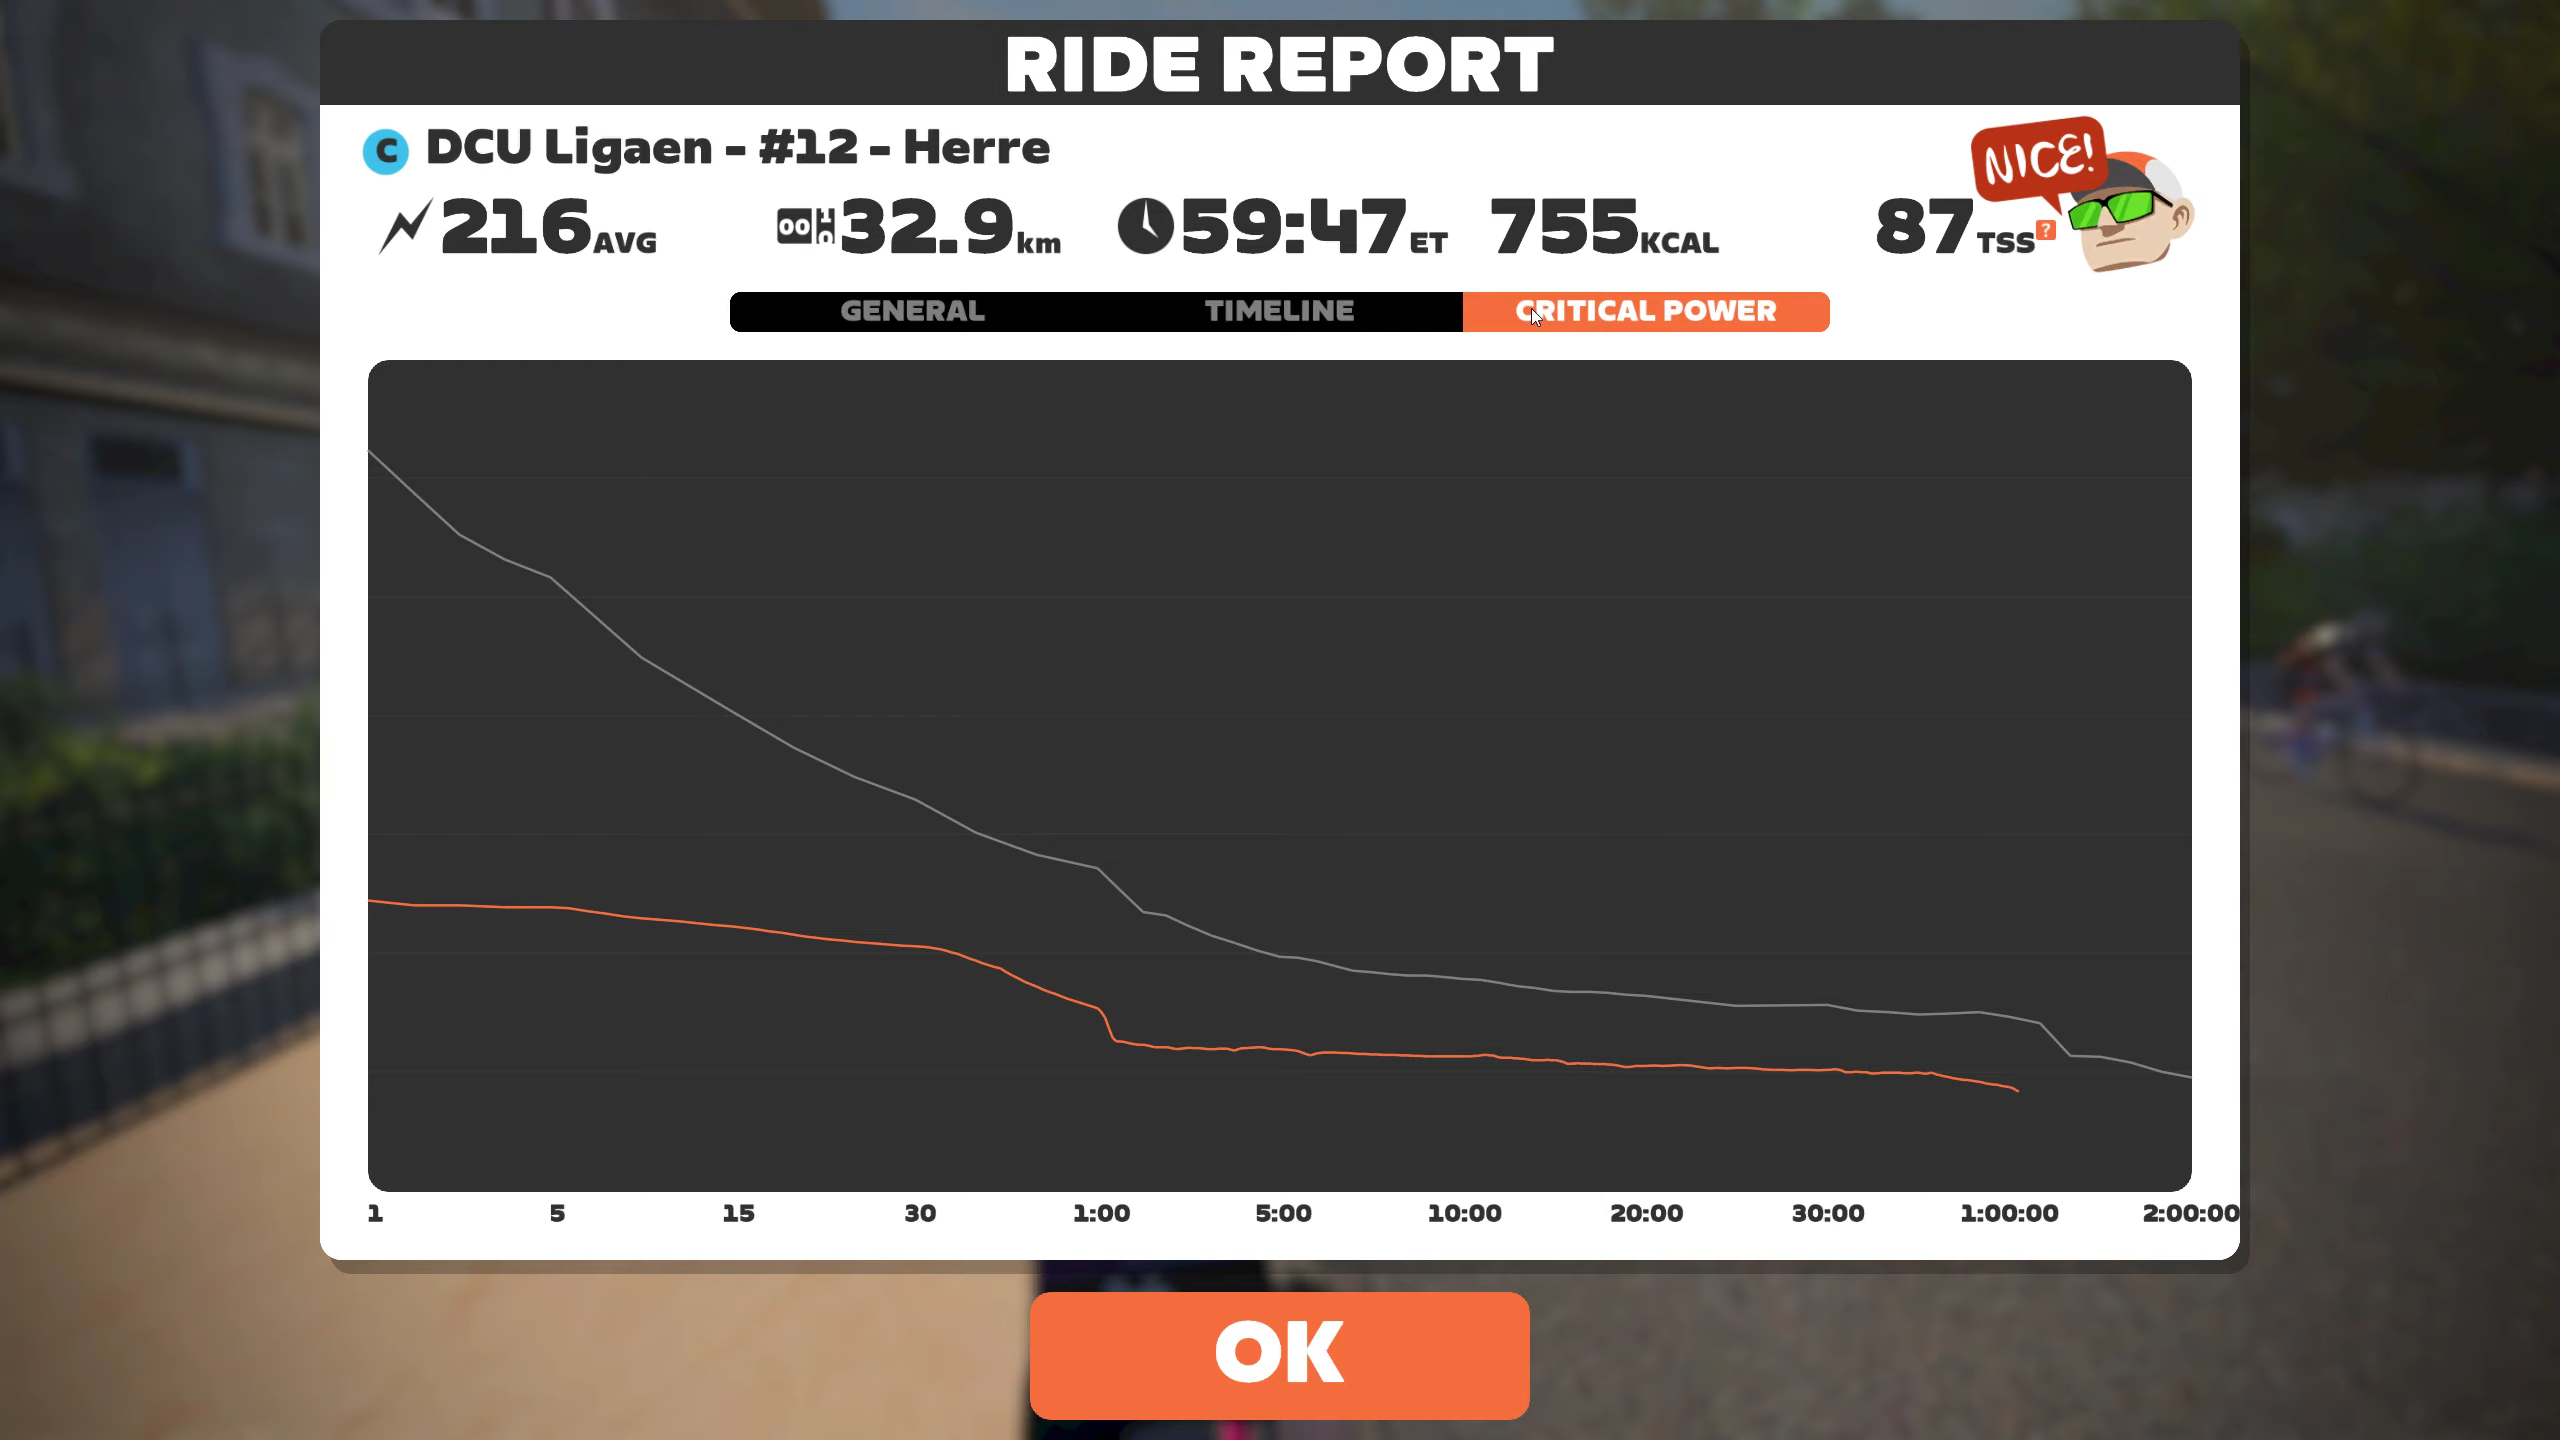 RIDE REPORT
C DCU Ligaen - #12 - Herre
NICE!
216AVG 32.9km 59:47ET 755KCAL 87TSS?
GENERAL TIMELINE CRITICAL POWER
1 5 15 30 1:00 5:00 10:00 20:00 30:00 1:00:00 2:00:00
OK